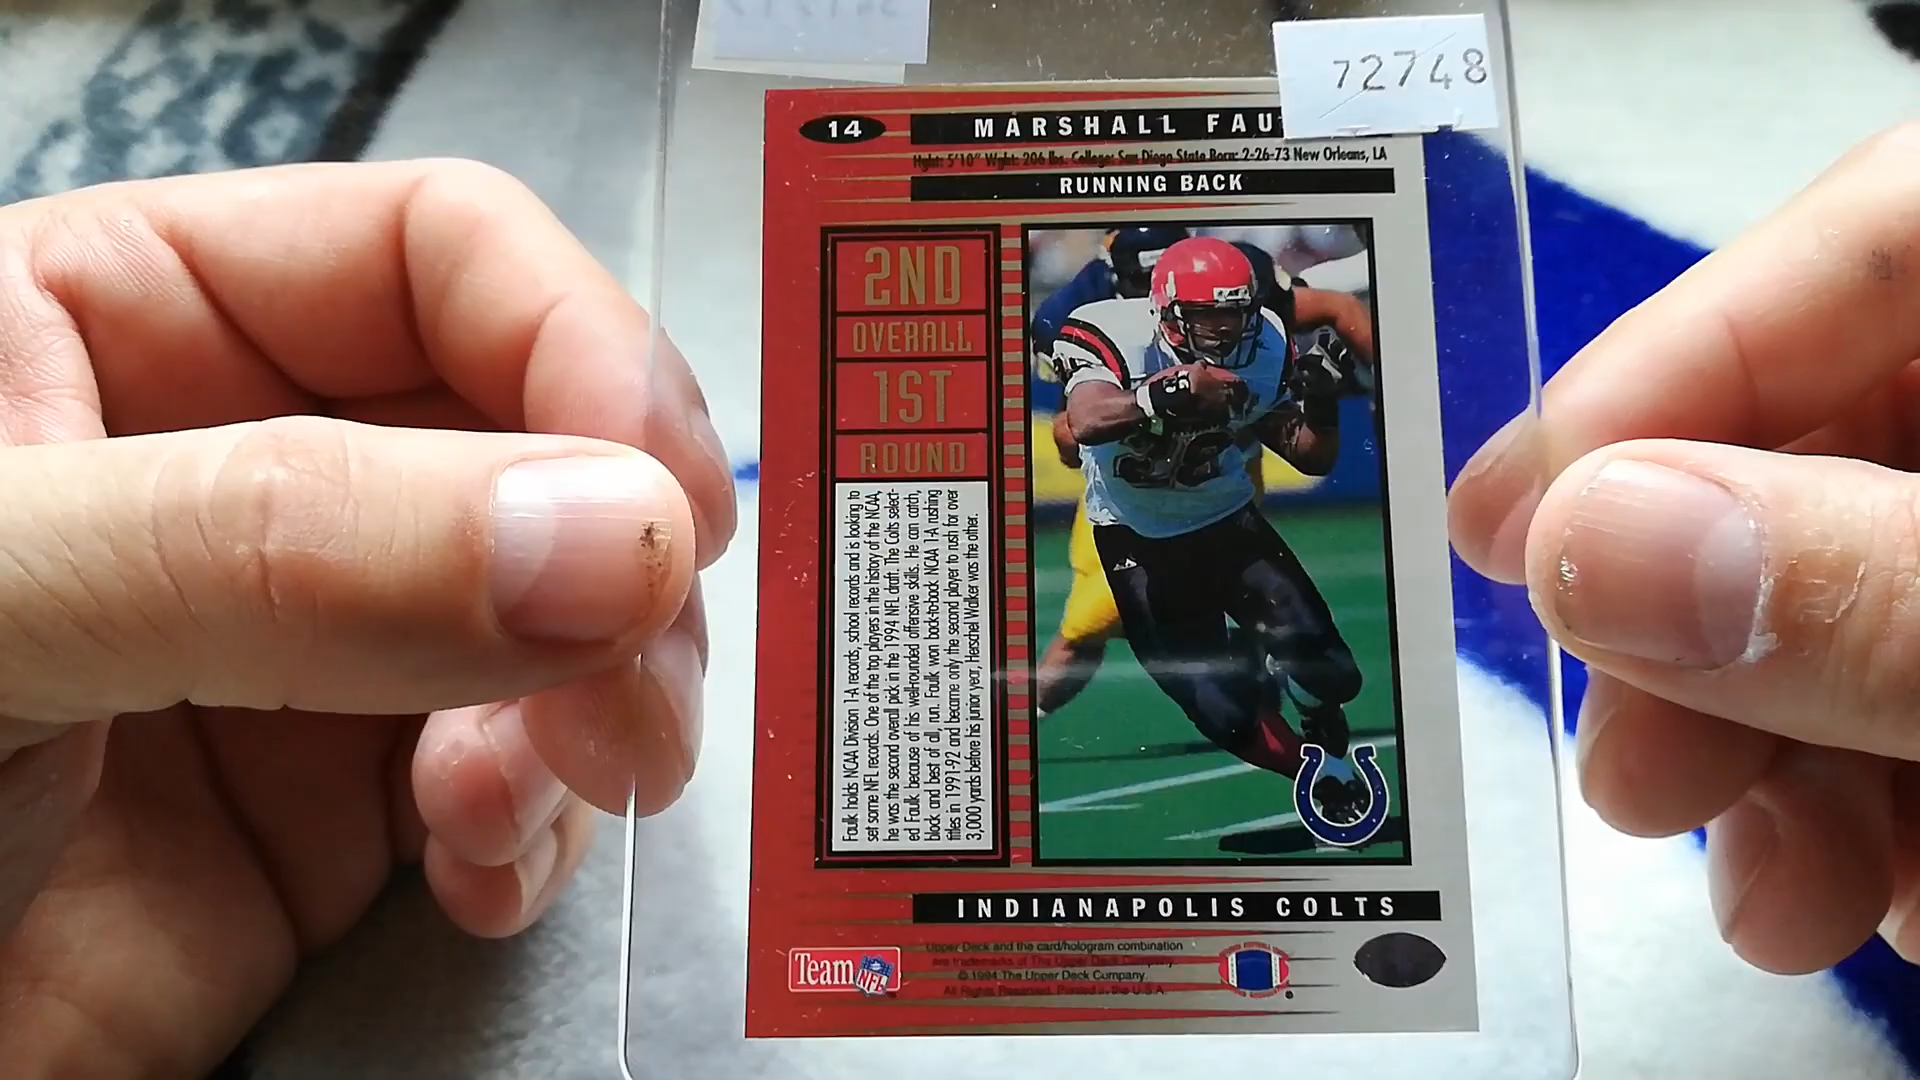 72748
14
MARSHALL FAU
Hght: 5'10" Wght: 206 lbs. College: San Diego State Born: 2-26-73 New Orleans, LA
RUNNING BACK
2ND
OVERALL
1ST
ROUND
Faulk holds NCAA Division 1-A records, school records and is looking to
set some NFL records. One of the top players in the history of the NCAA,
he was the second overall pick in the 1994 NFL draft. The Colts select-
ed Faulk because of his well-rounded offensive skills. He can catch,
block and best of all, run. Faulk won back-to-back NCAA 1-A rushing
titles in 1991-92 and became only the second player to rush for over
3,000 yards before his junior year, Herschel Walker was the other.
INDIANAPOLIS COLTS
Team NFL
Upper Deck and the card/hologram combination
are trademarks of The Upper Deck Company.
© 1994 The Upper Deck Company.
All Rights Reserved. Printed in the U.S.A.